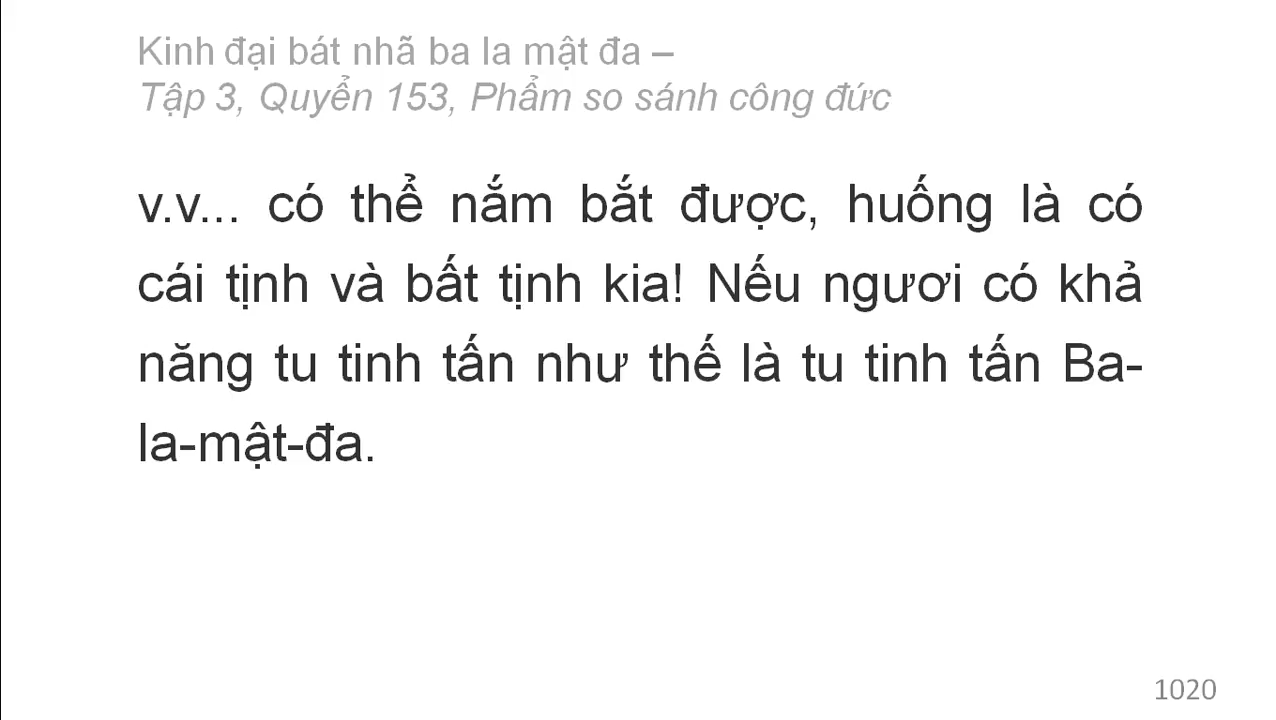 Kinh đại bát nhã ba la mật đa –
Tập 3, Quyển 153, Phẩm so sánh công đức
v.v... có thể nắm bắt được, huống là có
cái tịnh và bất tịnh kia! Nếu ngươi có khả
năng tu tinh tấn như thế là tu tinh tấn Ba-
la-mật-đa.
1020